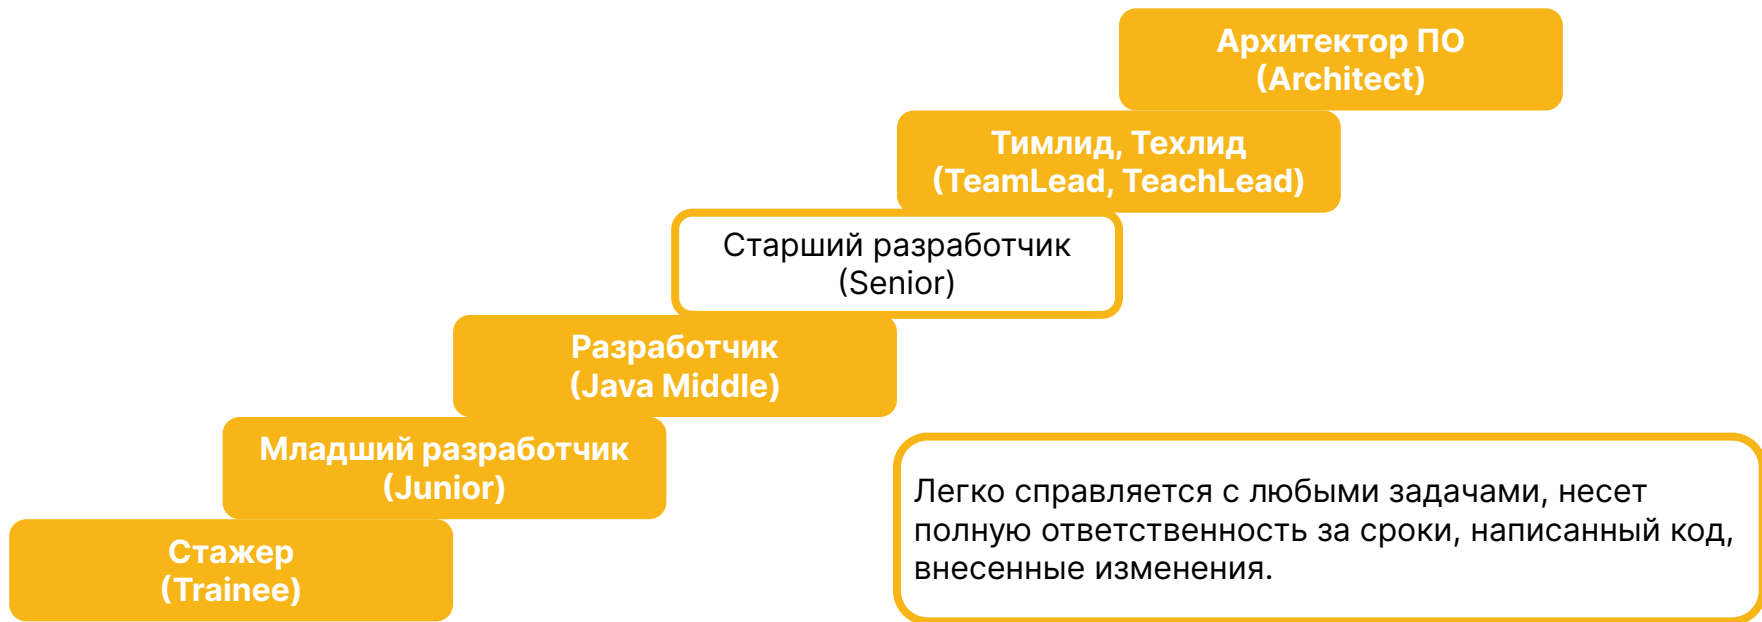 Архитектор ПО
(Architect)
Тимлид, Техлид
(TeamLead, TeachLead)
Старший разработчик
(Senior)
Разработчик
(Java Middle)
Младший разработчик
(Junior)
Стажер
(Trainee)
Легко справляется с любыми задачами, несет
полную ответственность за сроки, написанный код,
внесенные изменения.